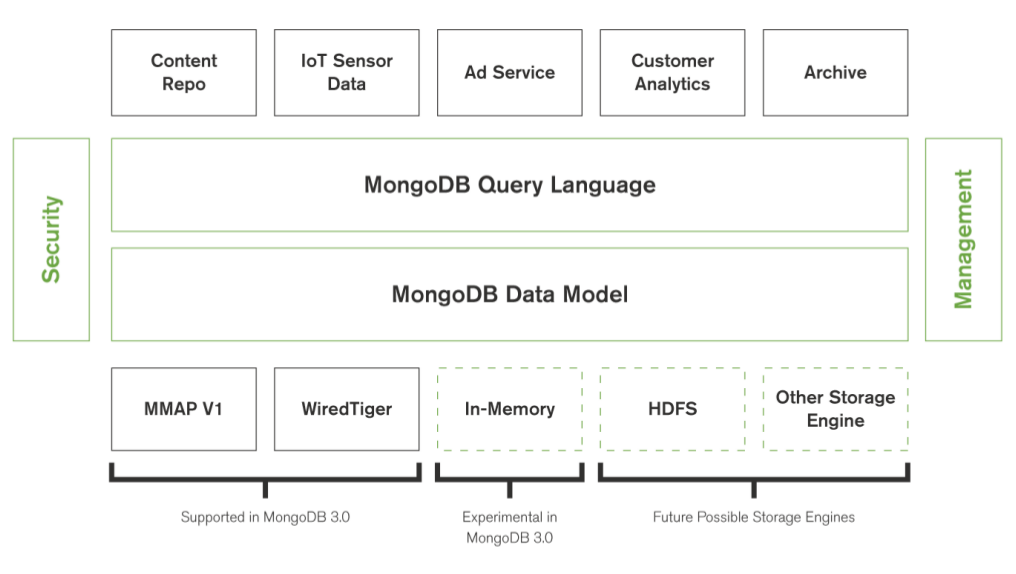 Content
Repo
IoT Sensor
Data
Ad Service
Customer
Analytics
Archive
Security
MongoDB Query Language
MongoDB Data Model
Management
MMAP V1
WiredTiger
In-Memory
HDFS
Other Storage
Engine
Supported in MongoDB 3.0
Experimental in
MongoDB 3.0
Future Possible Storage Engines